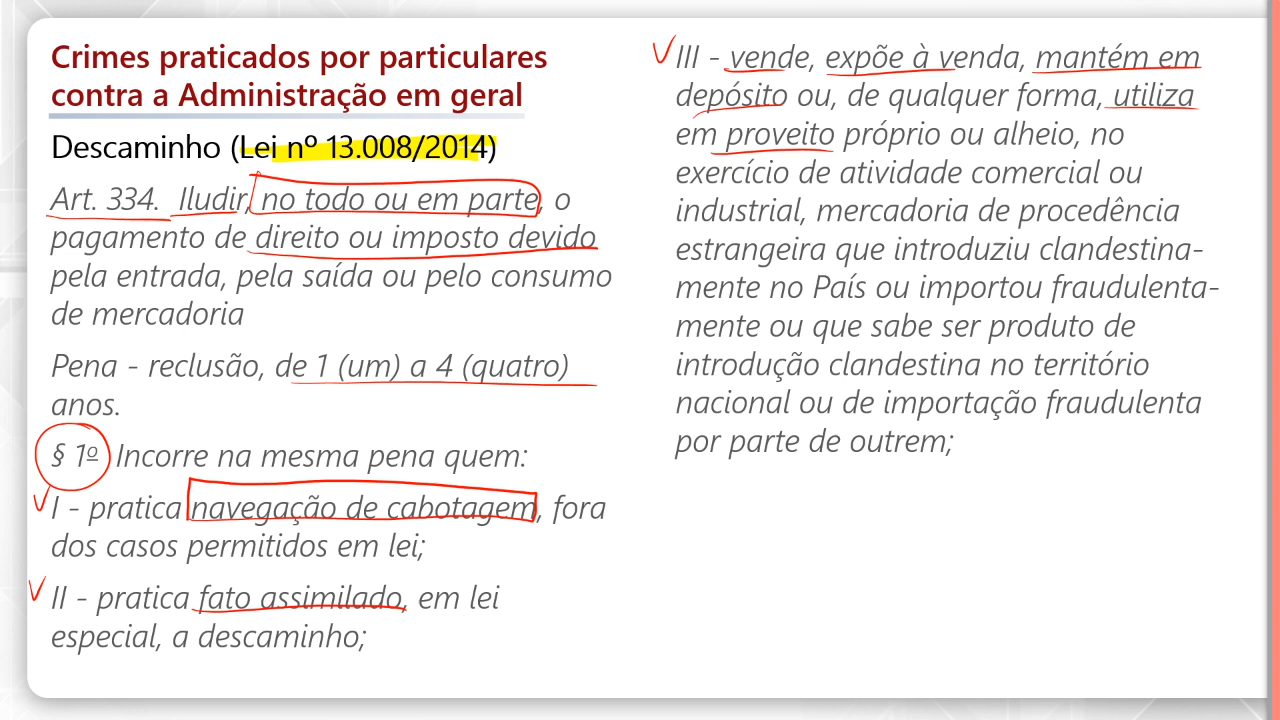 Crimes praticados por particulares
contra a Administração em geral
Descaminho (Lei nº 13.008/2014)
Art. 334. Iludir, no todo ou em parte, o
pagamento de direito ou imposto devido
pela entrada, pela saída ou pelo consumo
de mercadoria
Pena - reclusão, de 1 (um) a 4 (quatro)
anos.
§ 1º Incorre na mesma pena quem:
I - pratica navegação de cabotagem, fora
dos casos permitidos em lei;
II - pratica fato assimilado, em lei
especial, a descaminho;
III - vende, expõe à venda, mantém em
depósito ou, de qualquer forma, utiliza
em proveito próprio ou alheio, no
exercício de atividade comercial ou
industrial, mercadoria de procedência
estrangeira que introduziu clandestina-
mente no País ou importou fraudulenta-
mente ou que sabe ser produto de
introdução clandestina no território
nacional ou de importação fraudulenta
por parte de outrem;